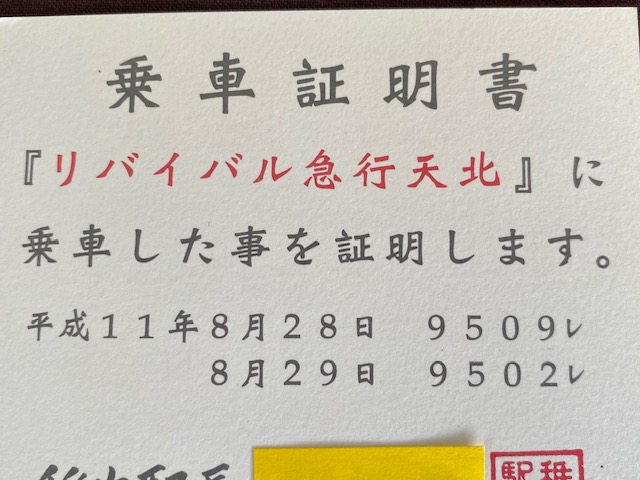 乗車証明書
『リバイバル急行天北』に
乗車した事を証明します。
平成１１年８月２８日　９５０９レ
８月２９日　９５０２レ